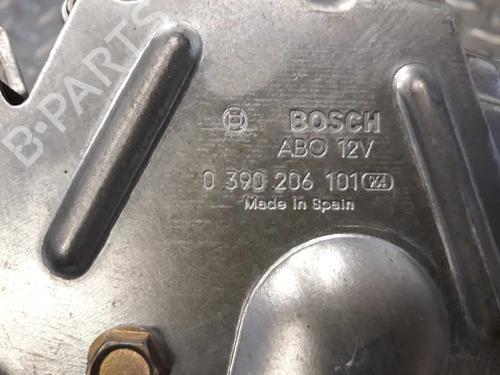 B-PARTS
BOSCH
ABO 12V
0 390 206 101
Made in Spain